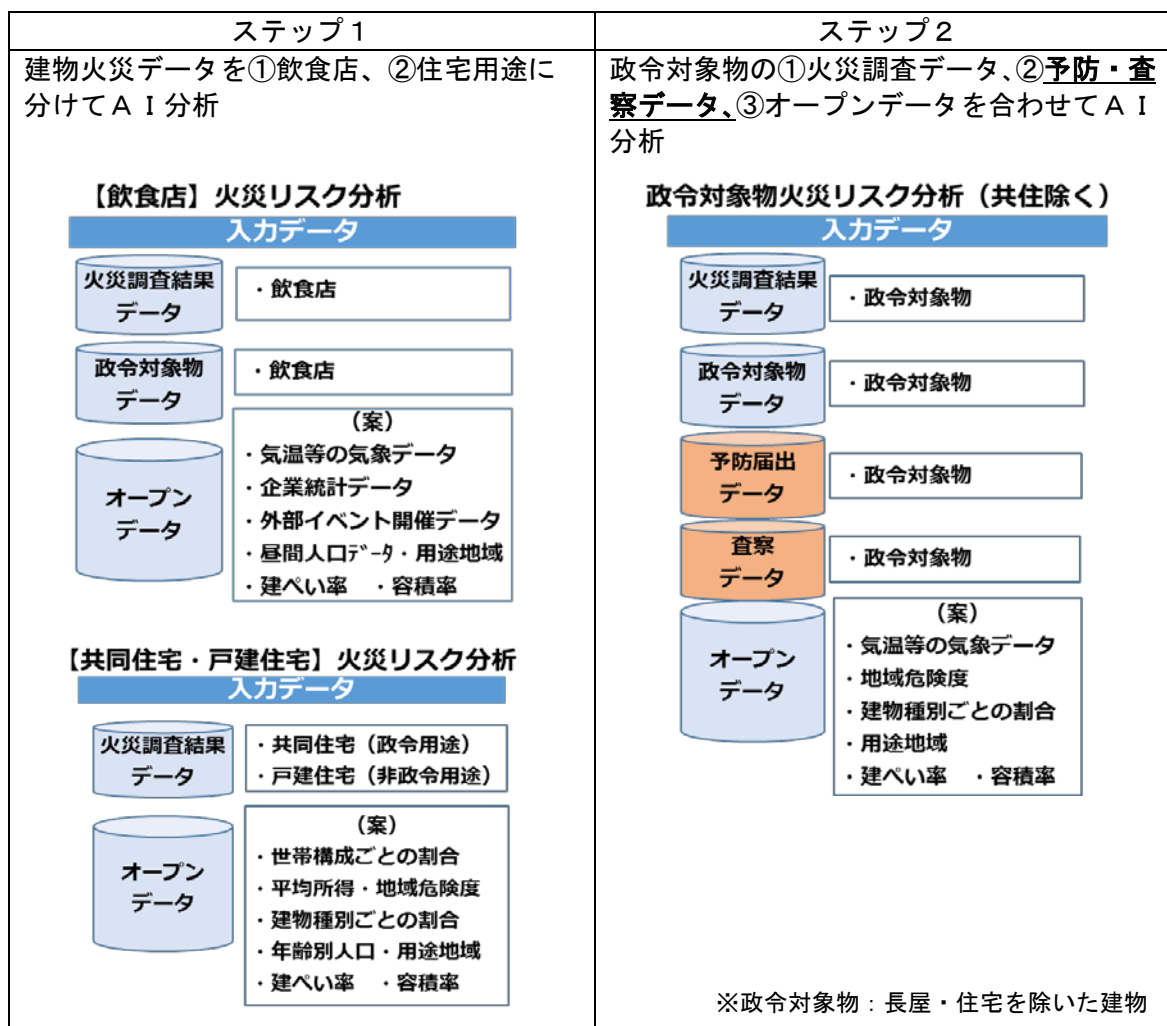 ステップ１
建物火災データを①飲食店、②住宅用途に
分けてＡＩ分析
【飲食店】火災リスク分析
入力データ
火災調査結果
データ
・飲食店
政令対象物
データ
・飲食店
オープン
データ
（案）
・気温等の気象データ
・企業統計データ
・外部イベント開催データ
・昼間人口ﾃﾞｰﾀ・用途地域
・建ぺい率　・容積率
【共同住宅・戸建住宅】火災リスク分析
入力データ
火災調査結果
データ
・共同住宅（政令用途）
・戸建住宅（非政令用途）
オープン
データ
（案）
・世帯構成ごとの割合
・平均所得・地域危険度
・建物種別ごとの割合
・年齢別人口・用途地域
・建ぺい率　・容積率
ステップ２
政令対象物の①火災調査データ、②予防・査
察データ、③オープンデータを合わせてＡＩ
分析
政令対象物火災リスク分析（共住除く）
入力データ
火災調査結果
データ
・政令対象物
政令対象物
データ
・政令対象物
予防届出
データ
・政令対象物
査察
データ
・政令対象物
オープン
データ
（案）
・気温等の気象データ
・地域危険度
・建物種別ごとの割合
・用途地域
・建ぺい率　・容積率
※政令対象物：長屋・住宅を除いた建物